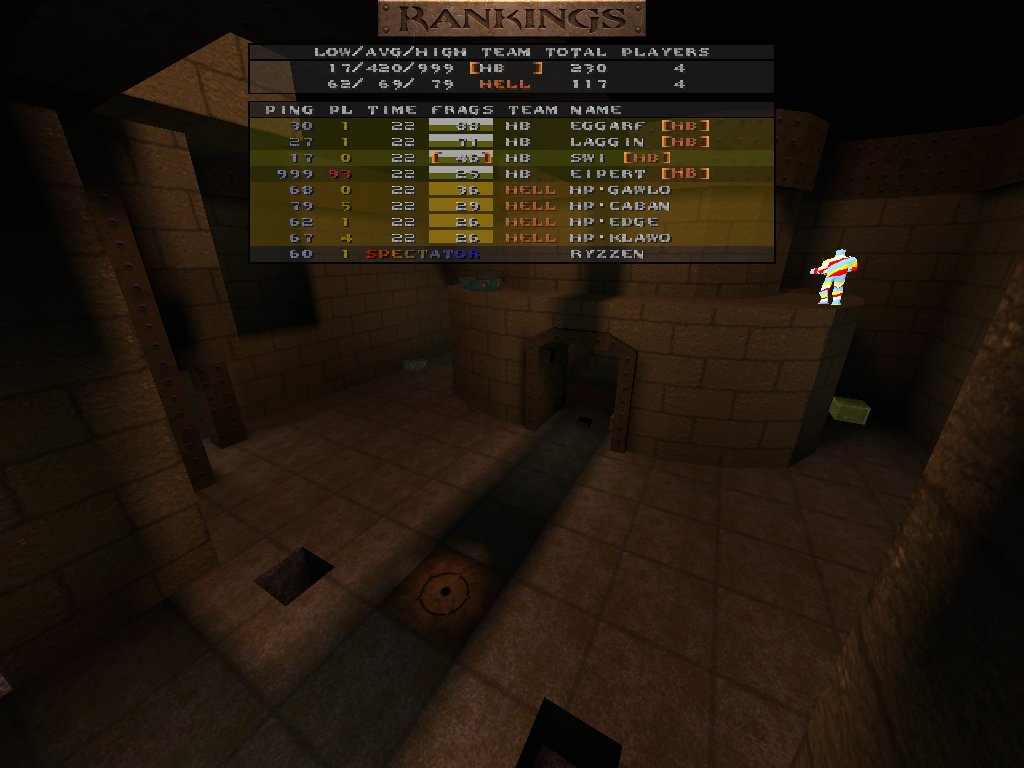 RANKINGS
LOW/AVG/HIGH TEAM TOTAL PLAYERS
17/420/999 [HB ] 230 4
62/ 69/ 79 HELL 117 4
PING PL TIME FRAGS TEAM NAME
30 1 22 88 HB EGGARF [HB]
27 1 22 71 HB LAGGIN [HB]
17 0 22 [ 46] HB SWI [HB]
999 93 22 25 HB EIPERT [HB]
68 0 22 36 HELL HP·GAWLO
79 5 22 29 HELL HP·CABAN
62 1 22 26 HELL HP·EDGE
67 4 22 26 HELL HP·KLAWO
60 1 SPECTATOR RYZZEN